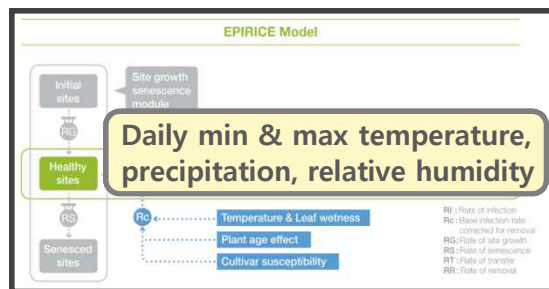 EPIRICE Model
Initial
sites
Site growth
senescence
module
RG
Daily min & max temperature,
precipitation, relative humidity
Healthy
sites
RS
Senesced
sites
Rc
Temperature & Leaf wetness
Plant age effect
Cultivar susceptibility
RI : Rate of infection
Rc: Base infection rate
corrected for removal
RG: Rate of site growth
RS : Rate of senescence
RT : Rate of transfer
RR : Rate of removal